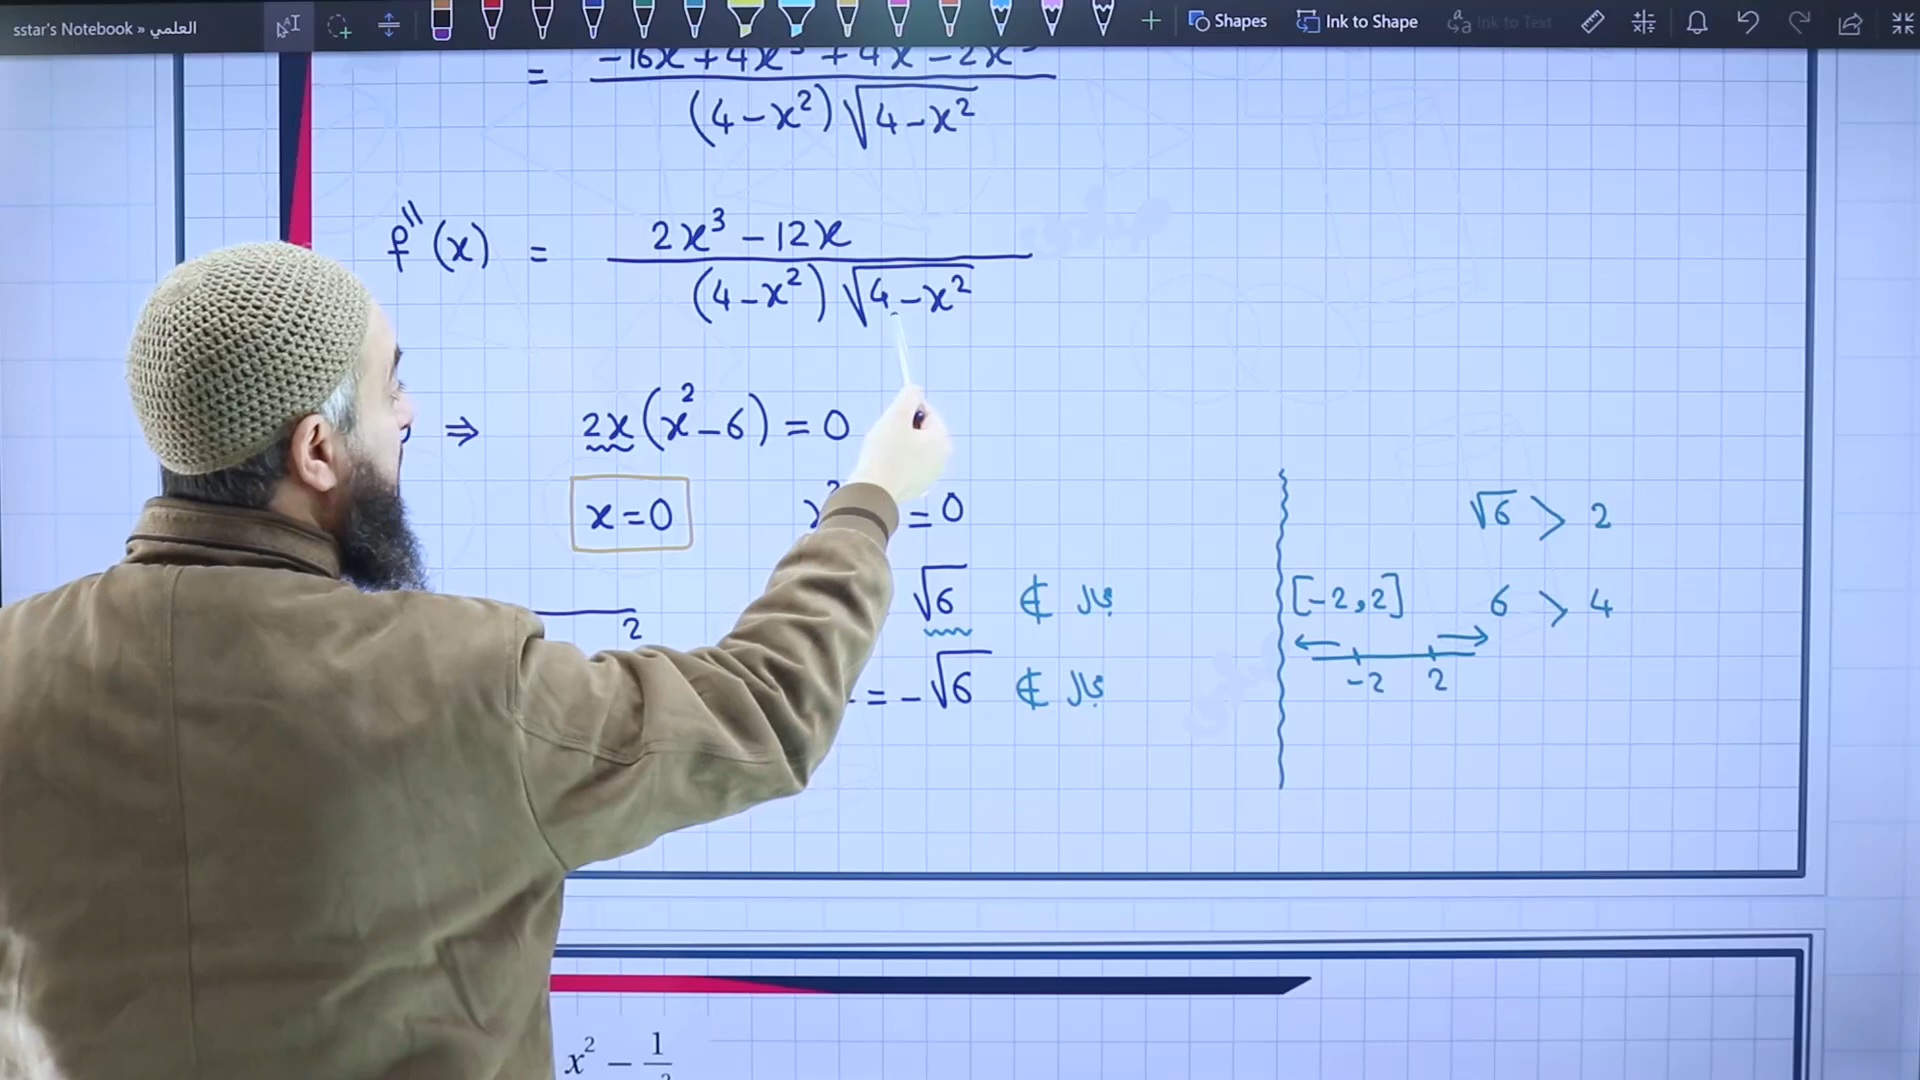 sstar's Notebook » العلمي
Shapes
Ink to Shape
Ink to Text
=
(4-x²)√4-x²
f''(x) = 2x³-12x
(4-x²)√4-x²
⇒ 2x(x²-6)=0
x=0
=0
√6 ∉ مجال
2
=-√6 ∉ مجال
√6 > 2
[-2,2] 6 > 4
-2 2
x² - 1